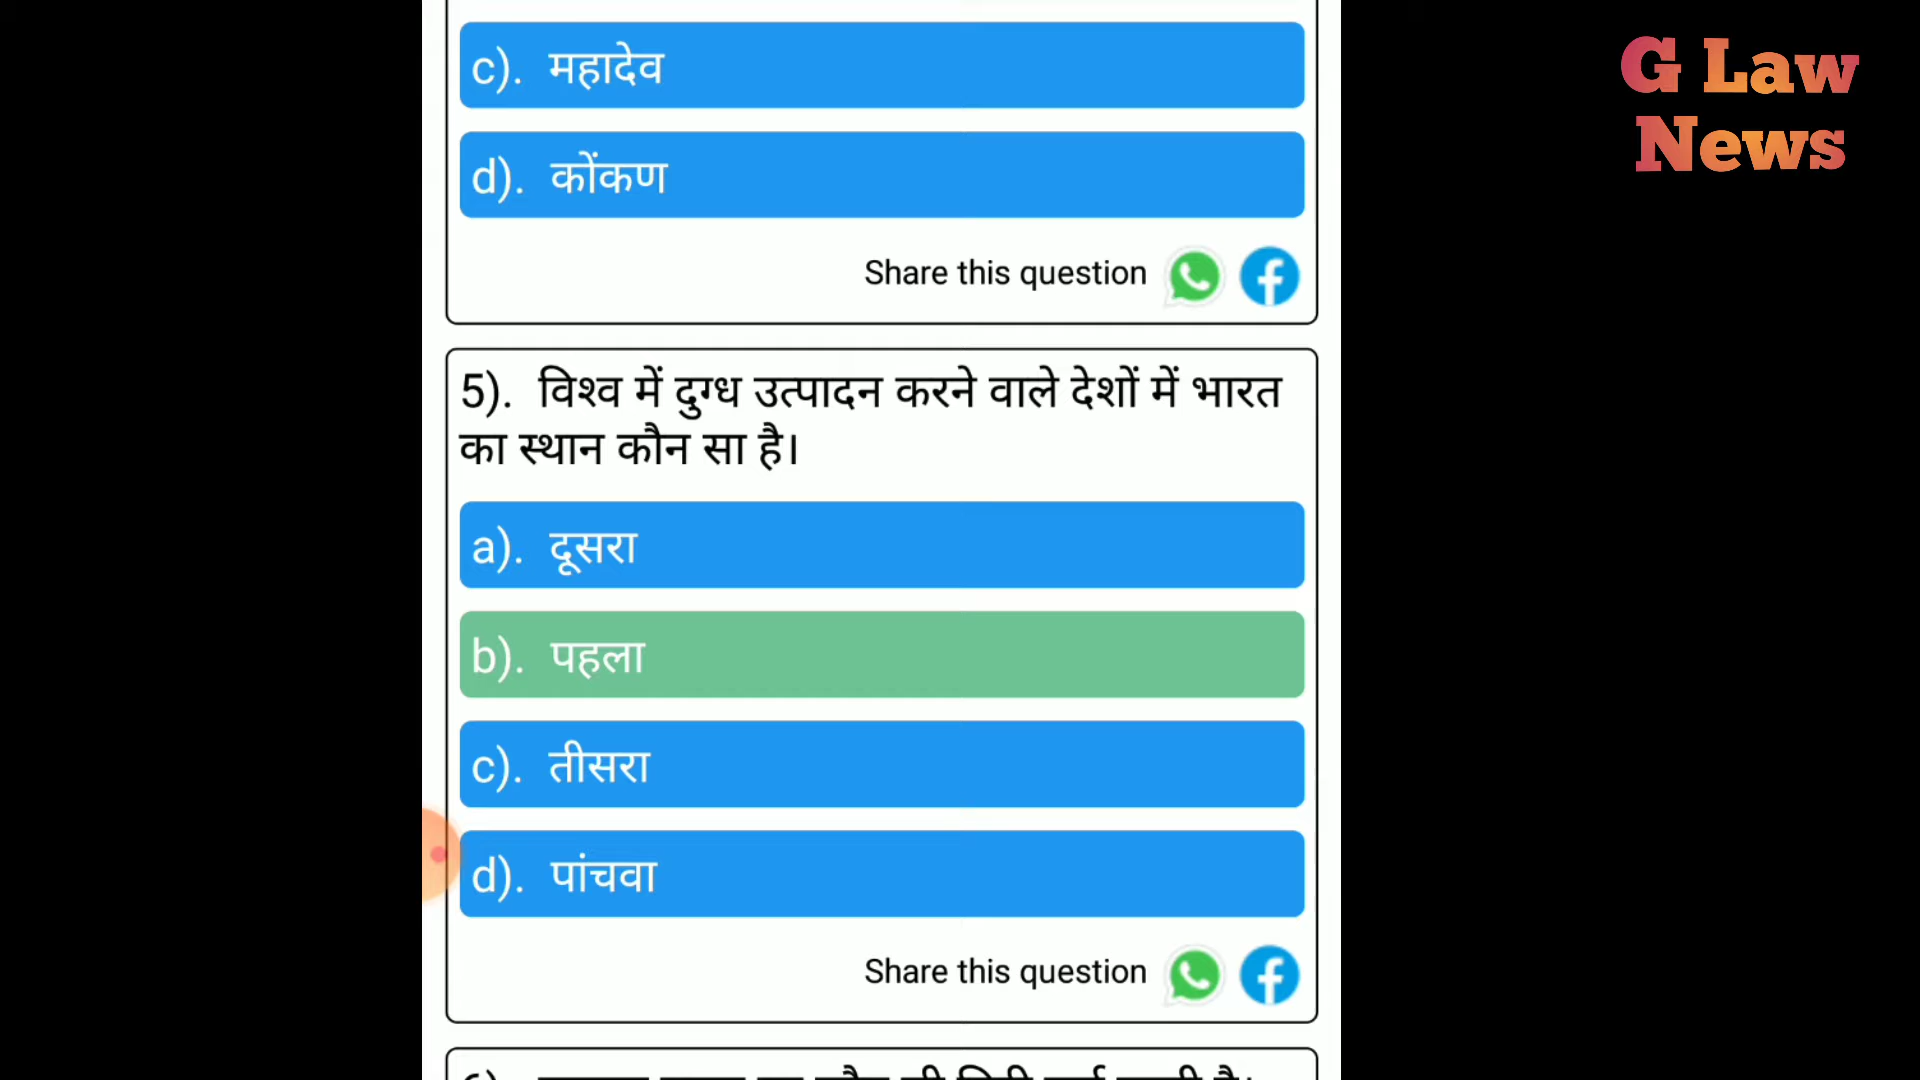 c). महादेव
G Law
News
d). कोंकण
Share this question
5). विश्व में दुग्ध उत्पादन करने वाले देशों में भारत
का स्थान कौन सा है।
a). दूसरा
b). पहला
c). तीसरा
d). पांचवा
Share this question